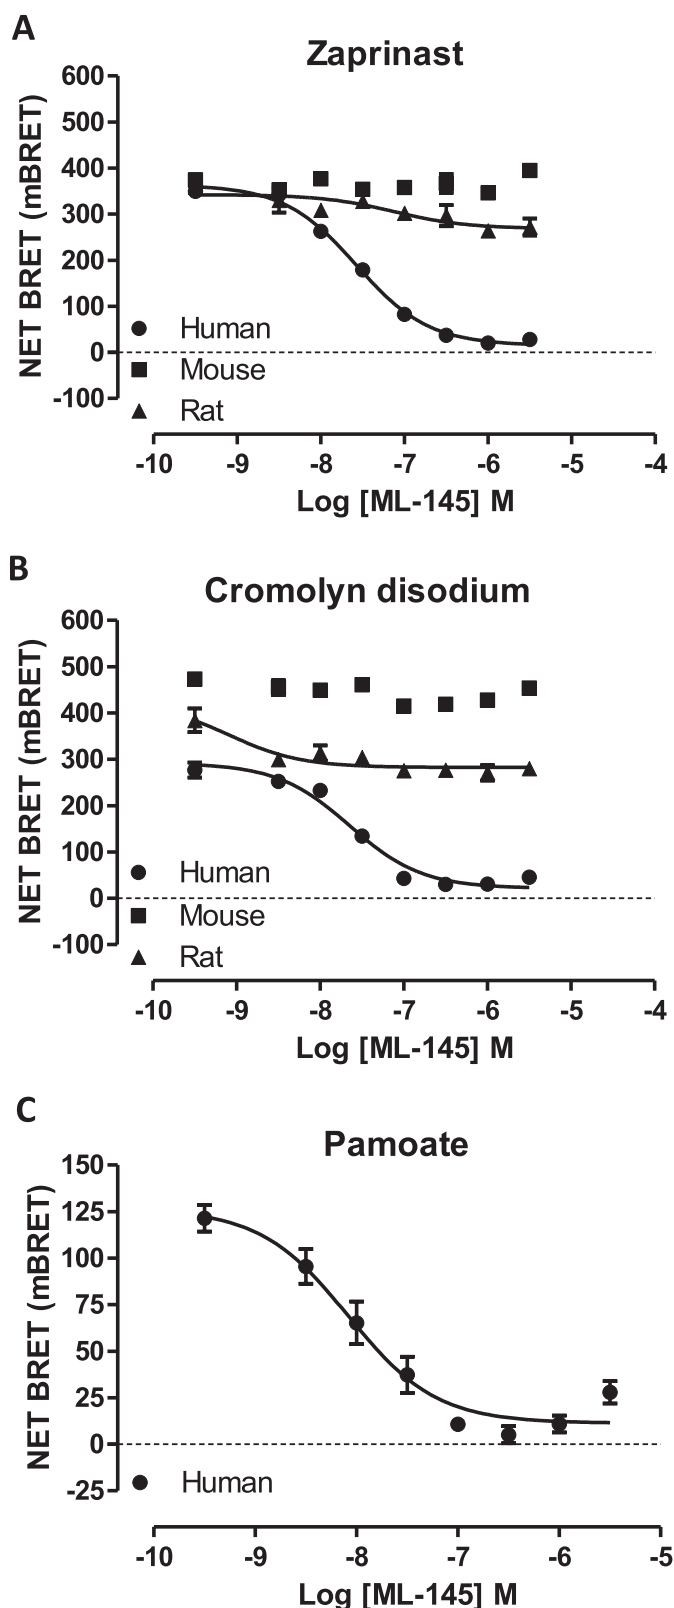 A
Zaprinast
NET BRET (mBRET)
600
500
400
300
200
100
0
-100
Human
Mouse
Rat
-10 -9 -8 -7 -6 -5 -4
Log [ML-145] M
B
Cromolyn disodium
NET BRET (mBRET)
600
500
400
300
200
100
0
-100
Human
Mouse
Rat
-10 -9 -8 -7 -6 -5 -4
Log [ML-145] M
C
Pamoate
NET BRET (mBRET)
150
125
100
75
50
25
0
-25
Human
-10 -9 -8 -7 -6 -5
Log [ML-145] M